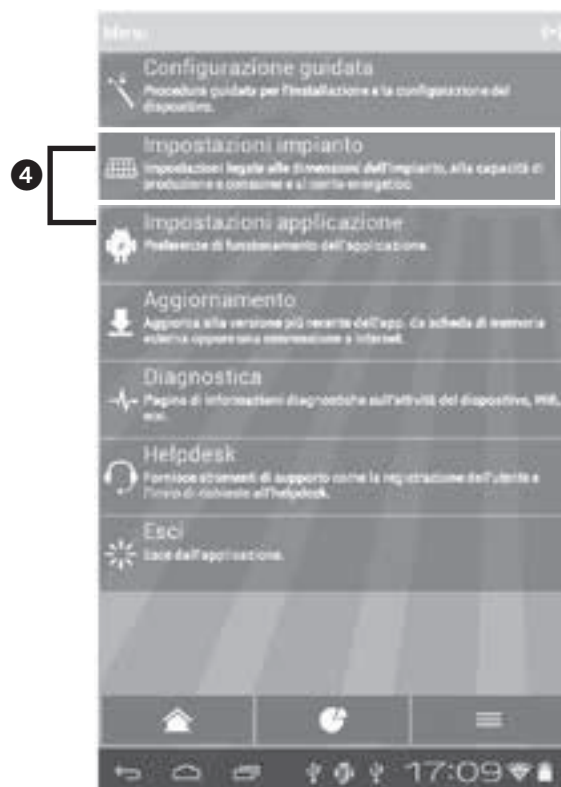 Menu
Configurazione guidata
Procedura guidata per l'installazione e la configurazione del
dispositivo.
4
Impostazioni impianto
Impostazioni legate alle dimensioni dell'impianto, alla capacità di
produzione e consumo e al conto energetico.
Impostazioni applicazione
Preferenze di funzionamento dell'applicazione.
Aggiornamento
Aggiorna alla versione più recente dell'app, da scheda di memoria
esterna oppure via connessione a Internet.
Diagnostica
Pagina di informazioni diagnostiche sull'attività del dispositivo, Wifi,
ecc.
Helpdesk
Fornisce strumenti di supporto come la registrazione dell'utente e
l'invio di richieste all'helpdesk.
Esci
Esce dall'applicazione.
17:09